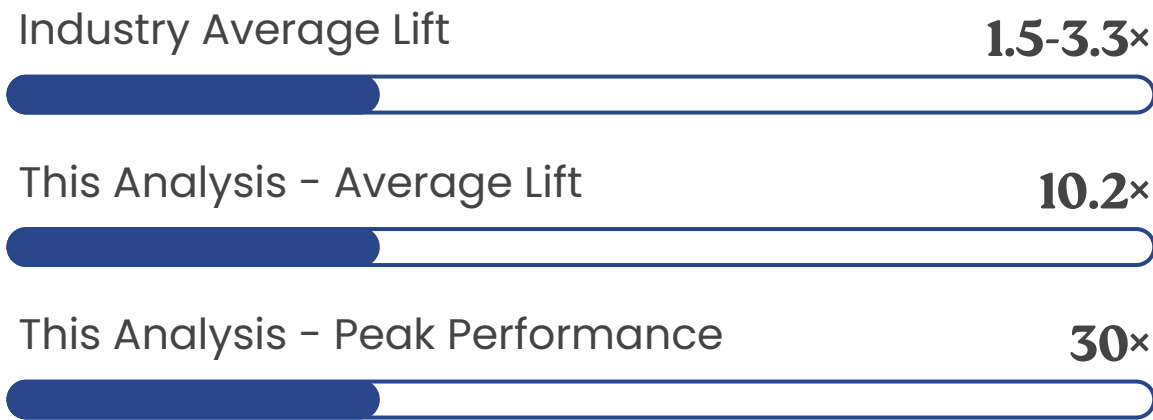 Industry Average Lift 1.5-3.3×
This Analysis - Average Lift 10.2×
This Analysis - Peak Performance 30×